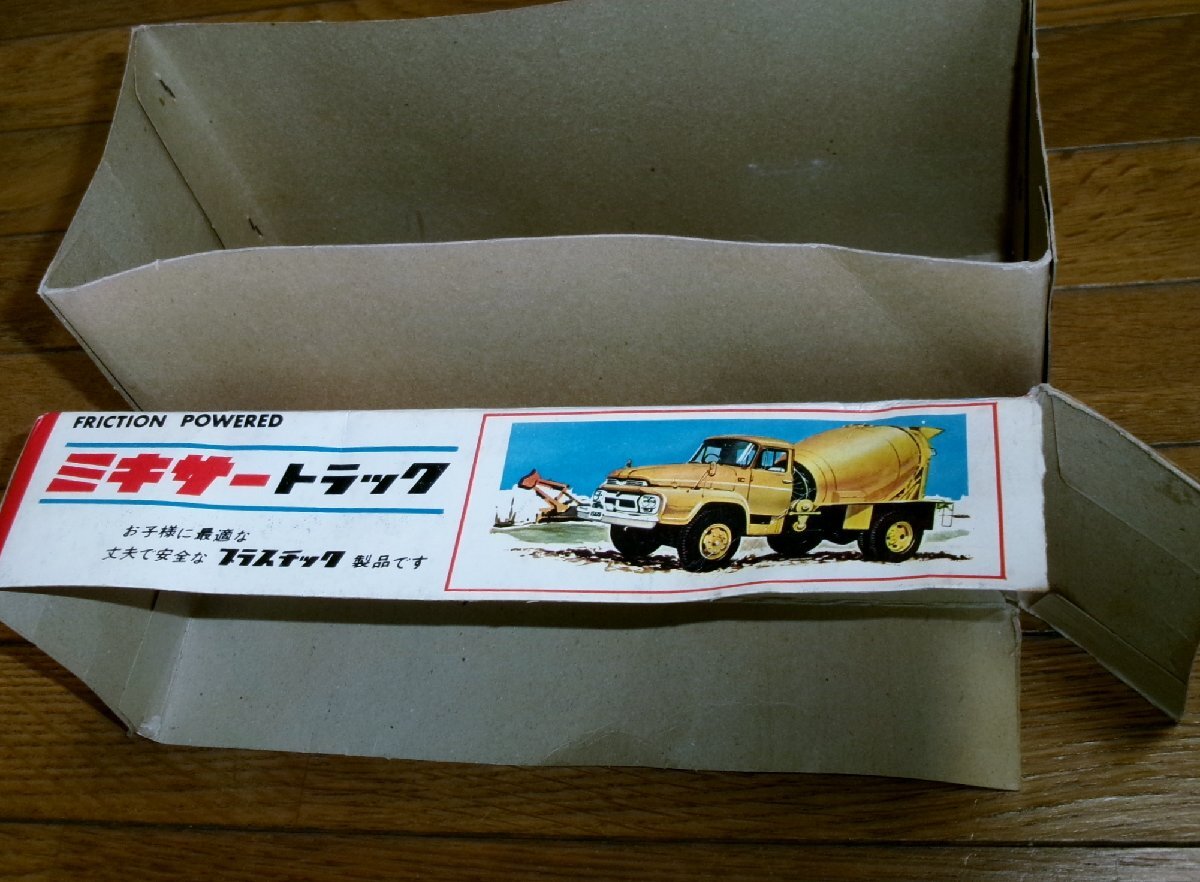 FRICTION POWERED
ミキサートラック
お子様に最適な
丈夫で安全なプラスチック製品です